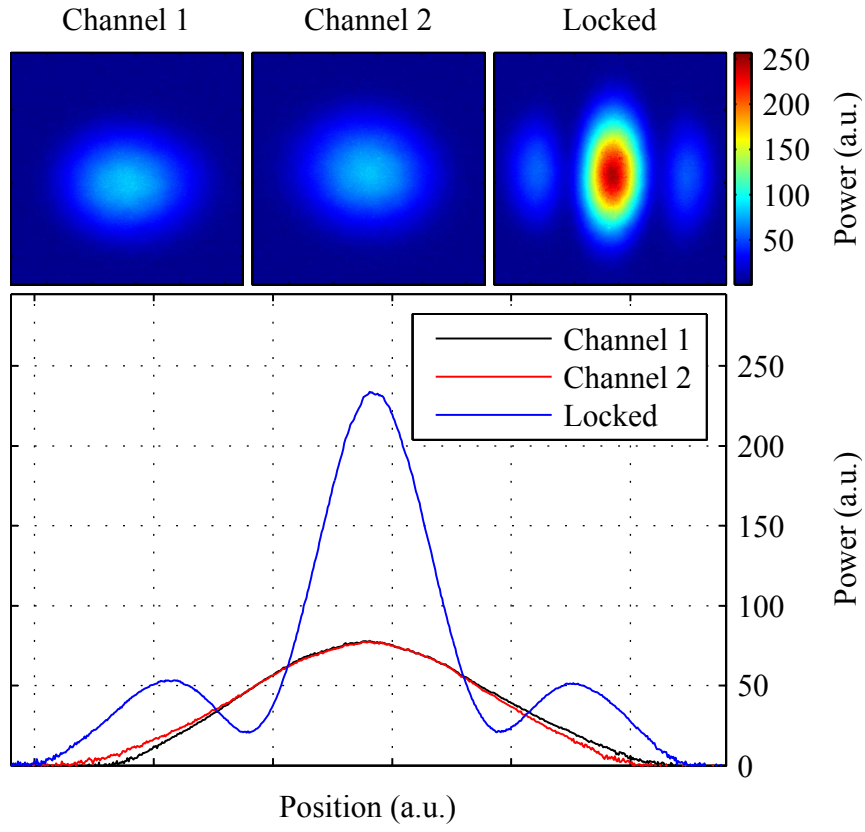 Channel 1
Channel 2
Locked
250
200
150
100
50
Power (a.u.)
Channel 1
Channel 2
Locked
250
200
150
100
50
0
Power (a.u.)
Position (a.u.)